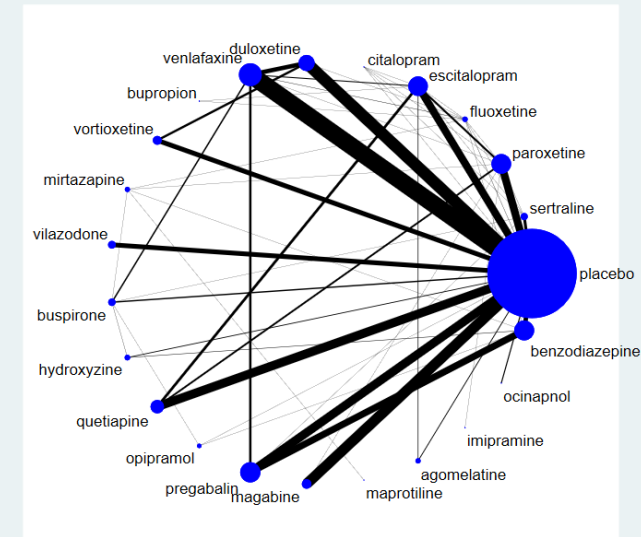 duloxetine
venlafaxine
citalopram
escitalopram
bupropion
fluoxetine
vortioxetine
paroxetine
mirtazapine
sertraline
vilazodone
placebo
buspirone
benzodiazepine
hydroxyzine
ocinapnol
quetiapine
imipramine
opipramol
agomelatine
pregabalin
magabine
maprotiline